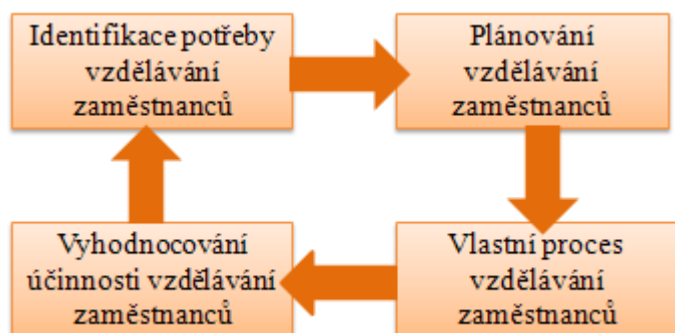 Identifikace potřeby
vzdělávání
zaměstnanců
Plánování
vzdělávání
zaměstnanců
Vyhodnocování
účinnosti vzdělávání
zaměstnanců
Vlastní proces
vzdělávání
zaměstnanců